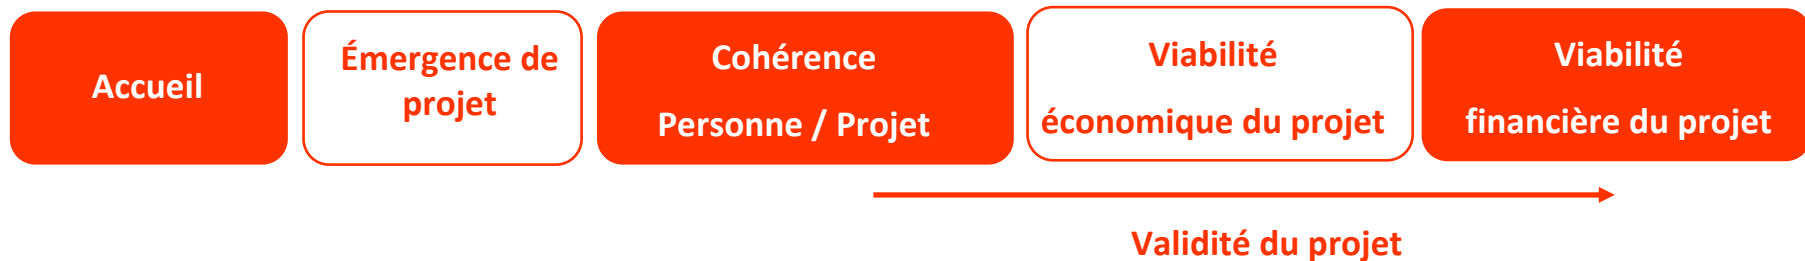 Accueil
Émergence de
projet
Cohérence
Personne / Projet
Viabilité
économique du projet
Viabilité
financière du projet
Validité du projet